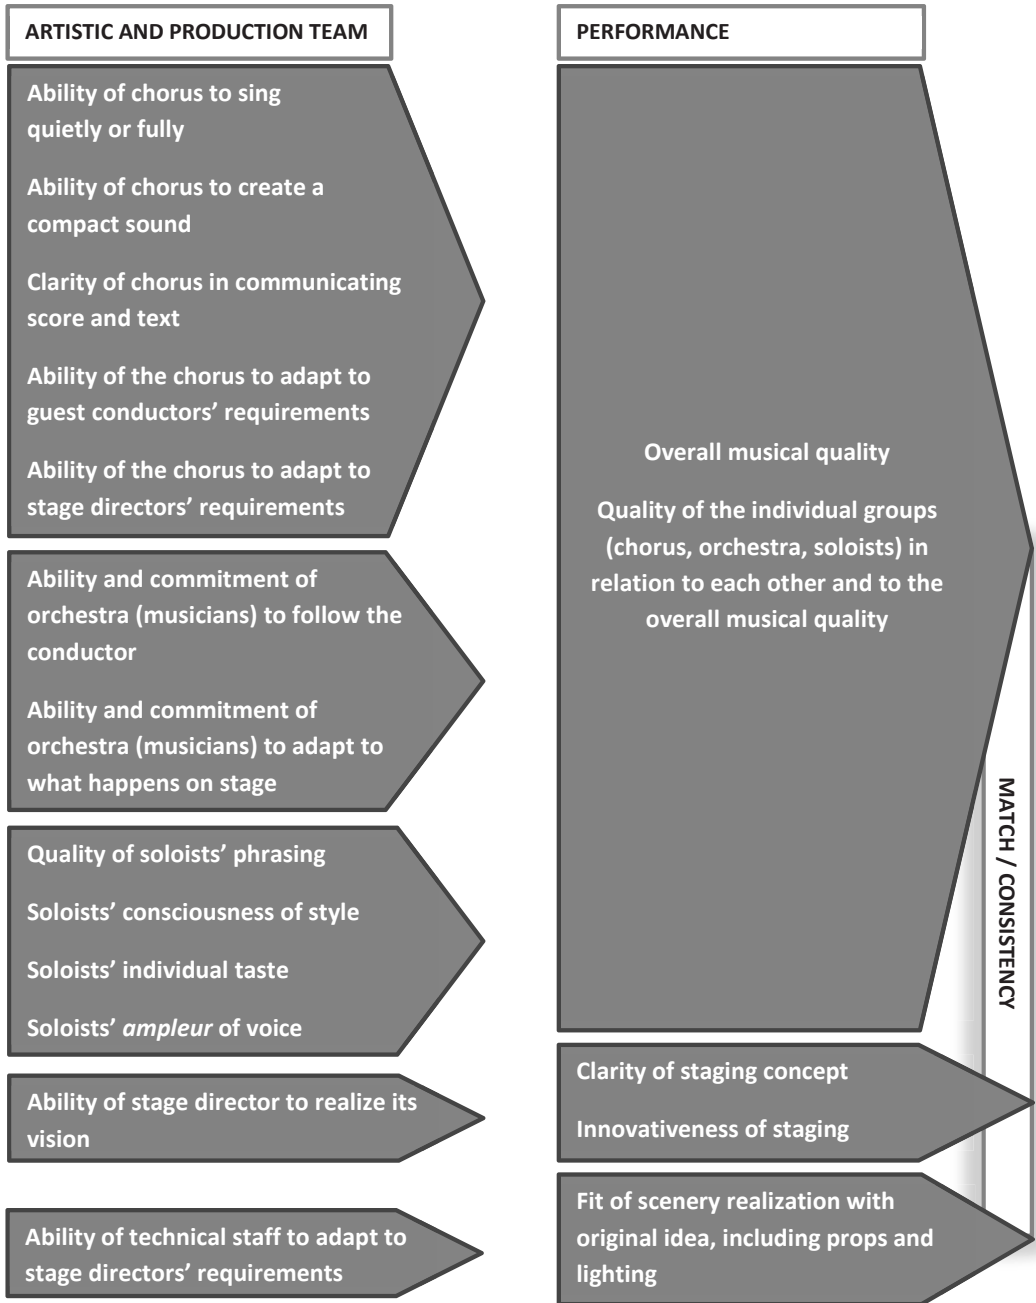 ARTISTIC AND PRODUCTION TEAM
Ability of chorus to sing
quietly or fully
Ability of chorus to create a
compact sound
Clarity of chorus in communicating
score and text
Ability of the chorus to adapt to
guest conductors’ requirements
Ability of the chorus to adapt to
stage directors’ requirements
Ability and commitment of
orchestra (musicians) to follow the
conductor
Ability and commitment of
orchestra (musicians) to adapt to
what happens on stage
Quality of soloists’ phrasing
Soloists’ consciousness of style
Soloists’ individual taste
Soloists’ ampleur of voice
Ability of stage director to realize its
vision
Ability of technical staff to adapt to
stage directors’ requirements
PERFORMANCE
Overall musical quality
Quality of the individual groups
(chorus, orchestra, soloists) in
relation to each other and to the
overall musical quality
Clarity of staging concept
Innovativeness of staging
Fit of scenery realization with
original idea, including props and
lighting
MATCH / CONSISTENCY